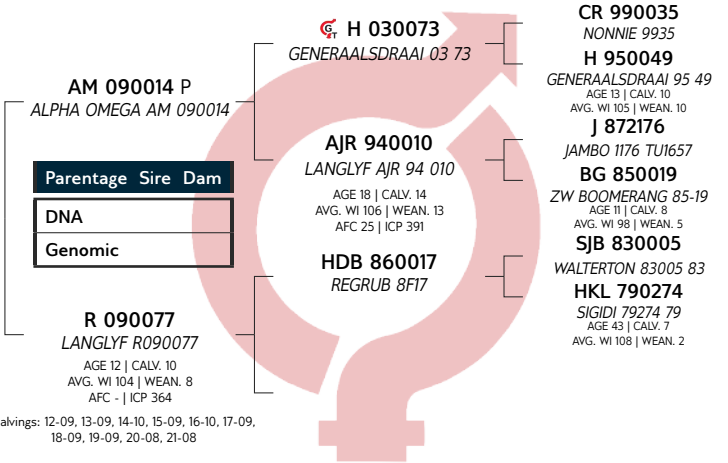 AM 090014 P
ALPHA OMEGA AM 090014
Parentage Sire Dam
DNA
Genomic
R 090077
LANGLYF R090077
AGE 12 | CALV. 10
AVG. WI 104 | WEAN. 8
AFC - | ICP 364
alvings: 12-09, 13-09, 14-10, 15-09, 16-10, 17-09,
18-09, 19-09, 20-08, 21-08
GT H 030073
GENERAALSDRAAI 03 73
AJR 940010
LANGLYF AJR 94 010
AGE 18 | CALV. 14
AVG. WI 106 | WEAN. 13
AFC 25 | ICP 391
HDB 860017
REGRUB 8F17
CR 990035
NONNIE 9935
H 950049
GENERAALSDRAAI 95 49
AGE 13 | CALV. 10
AVG. WI 105 | WEAN. 10
J 872176
JAMBO 1176 TU1657
BG 850019
ZW BOOMERANG 85-19
AGE 11 | CALV. 8
AVG. WI 98 | WEAN. 5
SJB 830005
WALTERTON 83005 83
HKL 790274
SIGIDI 79274 79
AGE 43 | CALV. 7
AVG. WI 108 | WEAN. 2